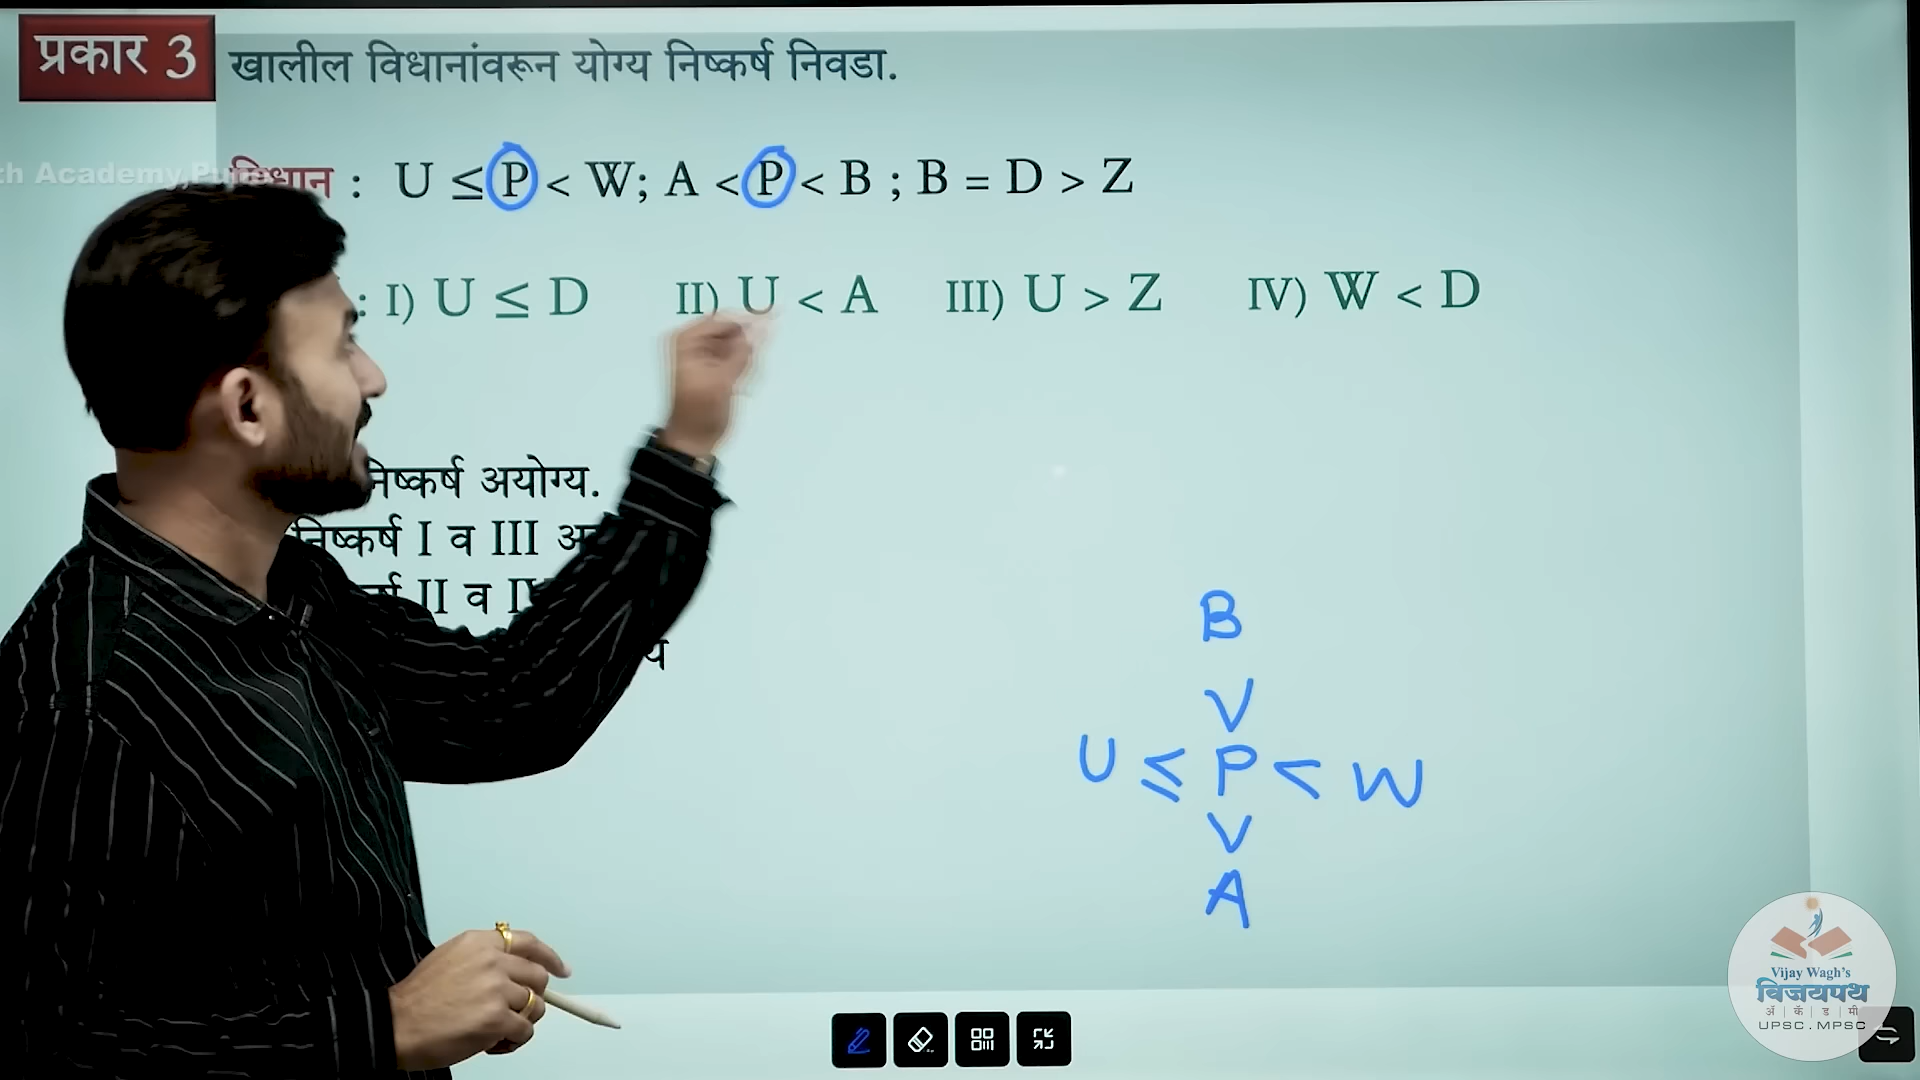 प्रकार 3 खालील विधानांवरून योग्य निष्कर्ष निवडा.
th Academy,Pune
विधान : U ≤ P < W; A < P < B ; B = D > Z
: I) U ≤ D II) U < A III) U > Z IV) W < D
निष्कर्ष अयोग्य.
निष्कर्ष I व III
II व
B
V
U ≤ P < W
V
A
Vijay Wagh's
विजयपथ
अ‍ॅ | कॅ | ड | मी
UPSC . MPSC